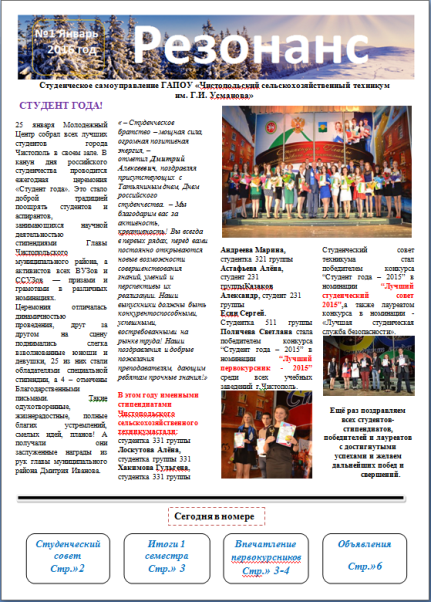 №1 Январь
2016 год
Резонанс
Студенческое самоуправление ГАПОУ «Чистопольский сельскохозяйственный техникум
им. Г.И. Усманова»
СТУДЕНТ ГОДА!
25 января Молодежный
Центр собрал всех лучших
студентов города
Чистополь в своем зале. В
канун дня российского
студенчества проводится
ежегодная церемония
«Студент года». Это стало
доброй традицией
поощрять студентов и
аспирантов,
занимающихся научной
деятельностью
стипендиями Главы
Чистопольского
муниципального района, а
активистов всех ВУЗов и
ССУЗов — призами и
грамотами в различных
номинациях.
Церемония отличалась
динамичностью
проведения, друг за
другом на сцену
поднимались слегка
взволнованные юноши и
девушки, 25 из них стали
обладателями специальной
стипендии, а 4 – отмечены
Благодарственными
письмами. Такие
одухотворенные,
жизнерадостные, полные
благих устремлений,
смелых идей, планов! А
получали они
заслуженные награды из
рук главы муниципального
района Дмитрия Иванова.
« – Студенческое
братство – мощная сила,
огромная позитивная
энергия, –
отметил Дмитрий
Алексеевич, поздравляя
присутствующих с
Татьяниным днем, Днем
российского
студенчества. – Мы
благодарим вас за
активность,
креативность! Вы всегда
в первых рядах, перед вами
постоянно открываются
новые возможности
совершенствования
знаний, умений и
перспективы их
реализации. Наши
выпускники должны быть
конкурентоспособными,
успешными,
востребованными на
рынке труда! Наши
поздравления и добрые
пожелания
преподавателям, дающим
ребятам прочные знания!»
В этом году именными
стипендиатами
Чистопольского
сельскохозяйственного
техникумастали:
студентка 331 группы
Лоскутова Алёна,
студентка группы 331
Хакимова Гульгена,
студентка 331 группы
Андреева Марина,
студентка 321 группы
Астафьева Алёна,
студент 231
группыКазаков
Александр, студент 231
группы
Едян Сергей.
Студентка 511 группы
Поличева Светлана стала
победителем конкурса
"Студент года – 2015" в
номинации "Лучший
первокурсник - 2015"
среди всех учебных
заведений г.Чистополь.
Студенческий совет
техникума стал
победителем конкурса
"Студент года – 2015" в
номинации "Лучший
студенческий совет
2015",а также лауреатом
конкурса в номинации -
«Лучшая студенческая
служба безопасности».
Ещё раз поздравляем
всех студентов-
стипендиатов,
победителей и лауреатов
с достигнутыми
успехами и желаем
дальнейших побед и
свершений.
Сегодня в номере
Студенческий
совет
Стр.»2
Итоги 1
семестра
Стр.» 3
Впечатление
первокурсников
Стр.» 3-4
Объявления
Стр.»6